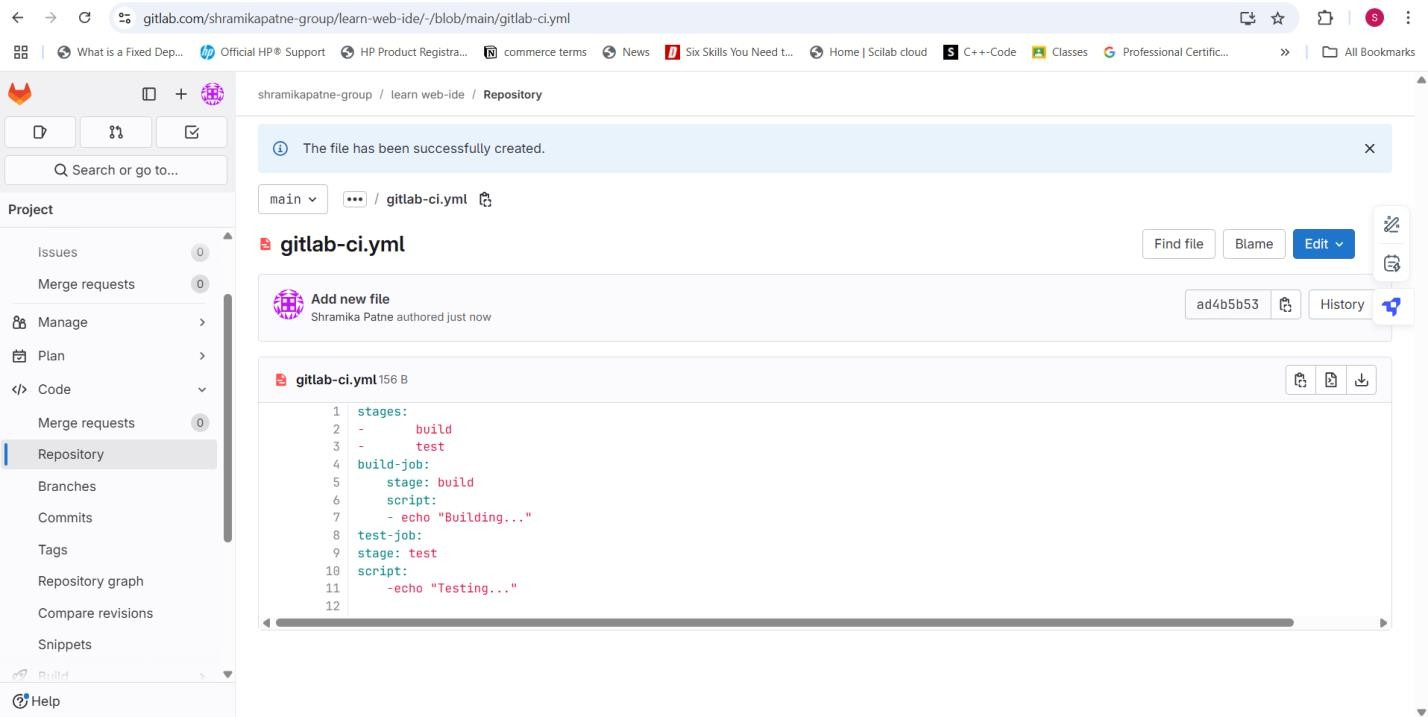 gitlab.com/shramikapatne-group/learn-web-ide/-/blob/main/gitlab-ci.yml
S
What is a Fixed Dep... Official HP® Support HP Product Registra... commerce terms News Six Skills You Need t... Home | Scilab cloud C++-Code Classes Professional Certific... » All Bookmarks
shramikapatne-group / learn web-ide / Repository
Search or go to...
The file has been successfully created.
main ••• / gitlab-ci.yml
Project
gitlab-ci.yml
Find file Blame Edit
Issues 0
Merge requests 0
Manage
Plan
Code
Merge requests 0
Repository
Branches
Commits
Tags
Repository graph
Compare revisions
Snippets
Build
Help
Add new file
Shramika Patne authored just now
ad4b5b53 History
gitlab-ci.yml 156 B
1 stages:
2 - build
3 - test
4 build-job:
5 stage: build
6 script:
7 - echo "Building..."
8 test-job:
9 stage: test
10 script:
11 -echo "Testing..."
12